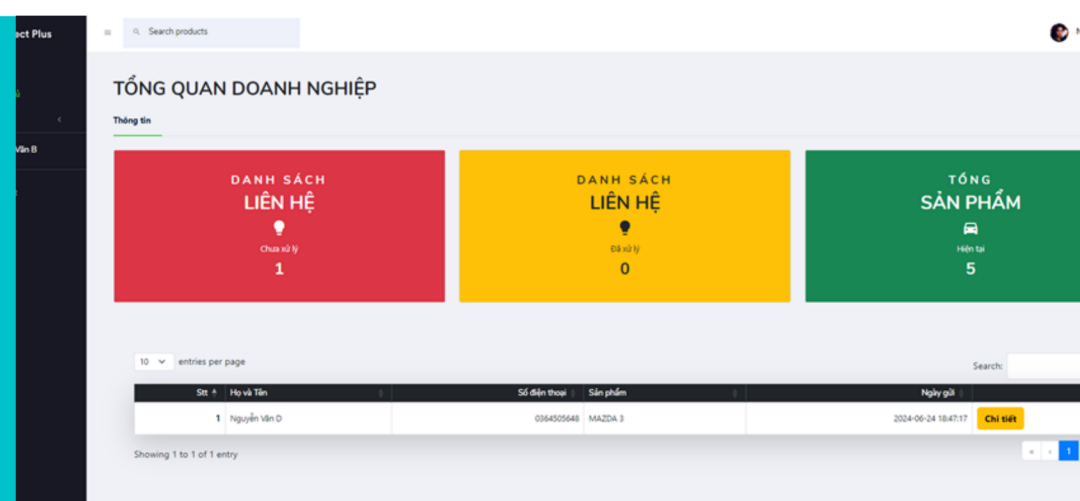 ect Plus
Search products
TỔNG QUAN DOANH NGHIỆP
Thông tin
Văn B
DANH SÁCH
LIÊN HỆ
Chưa xử lý
1
DANH SÁCH
LIÊN HỆ
Đã xử lý
0
TỔNG
SẢN PHẨM
Hiện tại
5
10 entries per page
Search:
Stt Họ và Tên Số điện thoại Sản phẩm Ngày gửi
1 Nguyễn Văn D 0364505648 MAZDA 3 2024-06-24 18:47:17 Chi tiết
Showing 1 to 1 of 1 entry
« ‹ 1